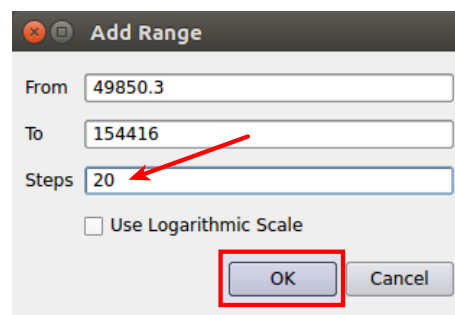 Add Range
From 49850.3
To 154416
Steps 20
Use Logarithmic Scale
OK Cancel